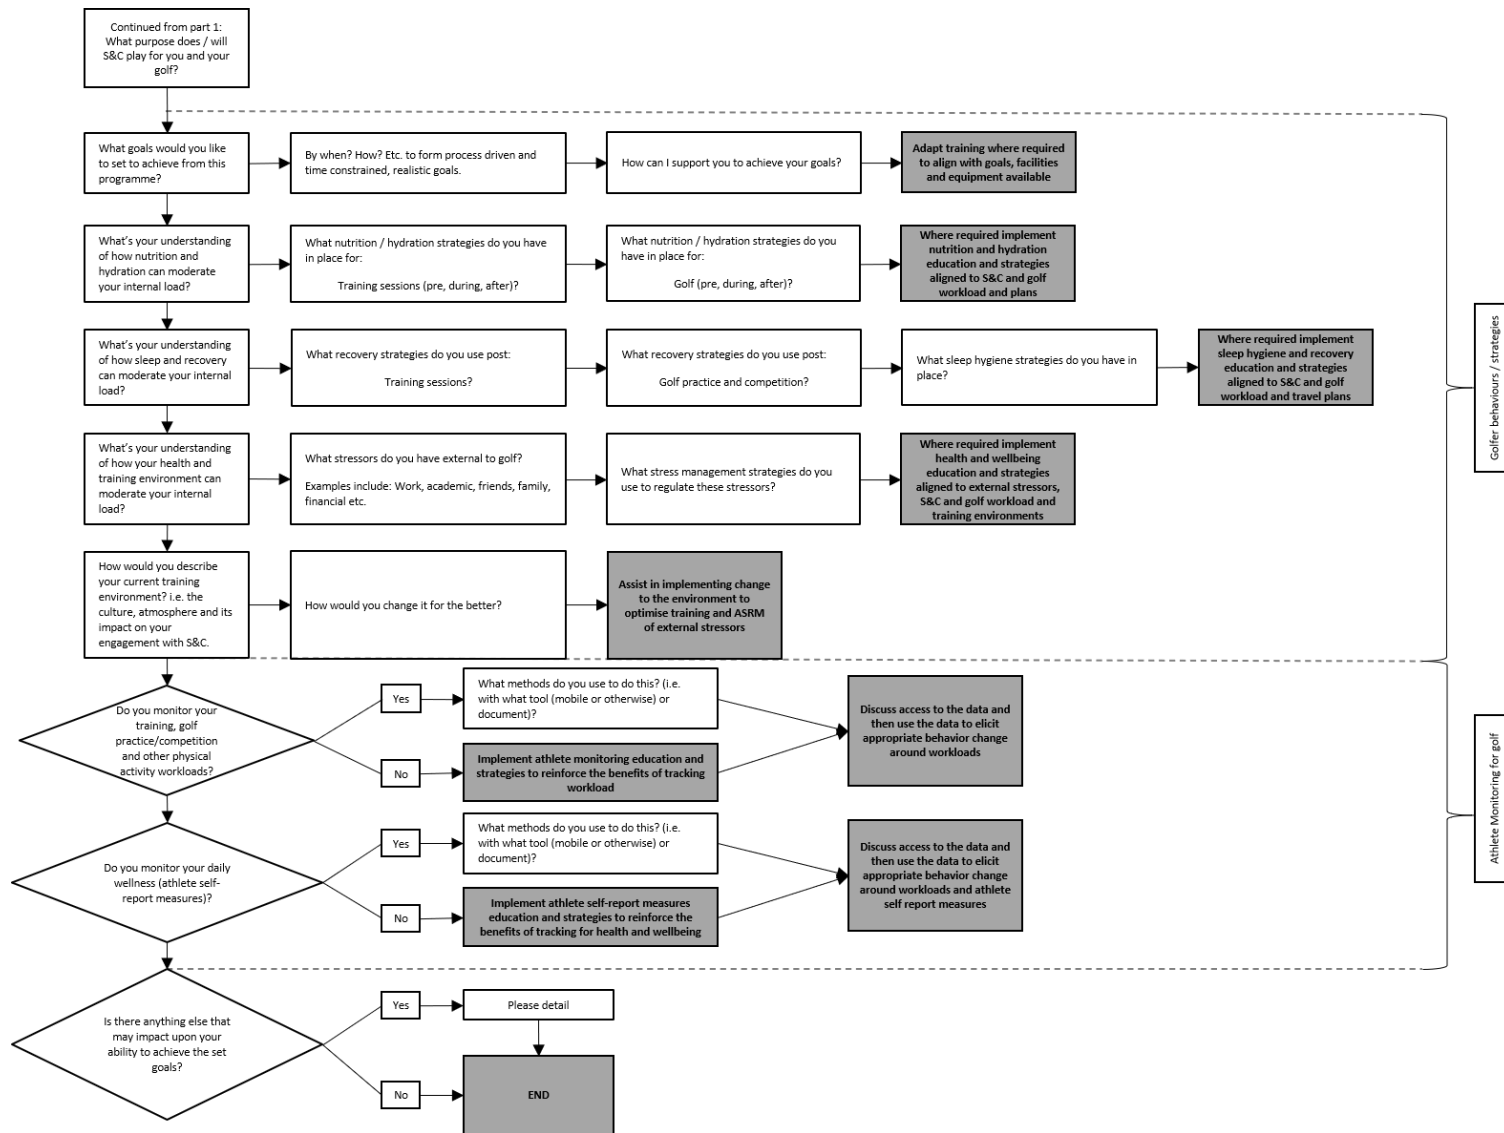 Continued from part 1:
What purpose does / will
S&C play for you and your
golf?
What goals would you like
to set to achieve from this
programme?
By when? How? Etc. to form process driven and
time constrained, realistic goals.
How can I support you to achieve your goals?
Adapt training where required
to align with goals, facilities
and equipment available
What's your understanding
of how nutrition and
hydration can moderate
your internal load?
What nutrition / hydration strategies do you have
in place for:
Training sessions (pre, during, after)?
What nutrition / hydration strategies do you
have in place for:
Golf (pre, during, after)?
Where required implement
nutrition and hydration
education and strategies
aligned to S&C and golf
workload and plans
What's your understanding
of how sleep and recovery
can moderate your internal
load?
What recovery strategies do you use post:
Training sessions?
What recovery strategies do you use post:
Golf practice and competition?
What sleep hygiene strategies do you have in
place?
Where required implement
sleep hygiene and recovery
education and strategies
aligned to S&C and golf
workload and travel plans
Golfer behaviours / strategies
What's your understanding
of how your health and
training environment can
moderate your internal
load?
What stressors do you have external to golf?
Examples include: Work, academic, friends, family,
financial etc.
What stress management strategies do you
use to regulate these stressors?
Where required implement
health and wellbeing
education and strategies
aligned to external stressors,
S&C and golf workload and
training environments
How would you describe
your current training
environment? i.e. the
culture, atmosphere and its
impact on your
engagement with S&C.
How would you change it for the better?
Assist in implementing change
to the environment to
optimise training and ASRM
of external stressors
Do you monitor your
training, golf
practice/competition
and other physical
activity workloads?
Yes
What methods do you use to do this? (i.e.
with what tool (mobile or otherwise) or
document)?
No
Implement athlete monitoring education and
strategies to reinforce the benefits of tracking
workload
Discuss access to the data and
then use the data to elicit
appropriate behavior change
around workloads
Athlete Monitoring for golf
Do you monitor your daily
wellness (athlete self-
report measures)?
Yes
What methods do you use to do this? (i.e.
with what tool (mobile or otherwise) or
document)?
No
Implement athlete self-report measures
education and strategies to reinforce the
benefits of tracking for health and wellbeing
Discuss access to the data and
then use the data to elicit
appropriate behavior change
around workloads and athlete
self report measures
Is there anything else that
may impact upon your
ability to achieve the set
goals?
Yes
Please detail
No
END